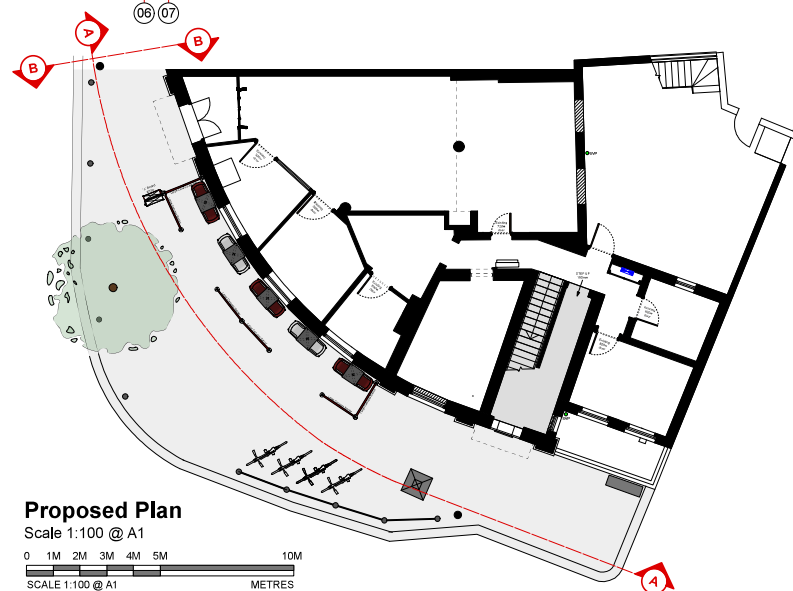 06 07
A
B
B
STEP UP
Proposed Plan
Scale 1:100 @ A1
0 1M 2M 3M 4M 5M 10M
SCALE 1:100 @ A1 METRES
A